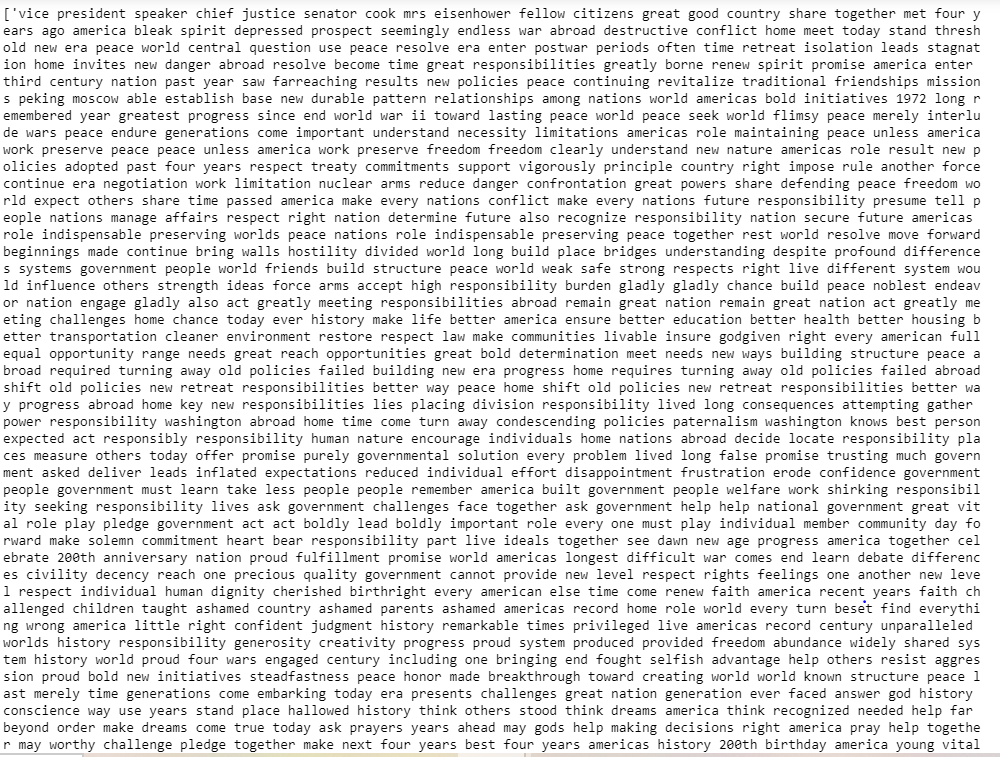 ['vice president speaker chief justice senator cook mrs eisenhower fellow citizens great good country share together met four y
ears ago america bleak spirit depressed prospect seemingly endless war abroad destructive conflict home meet today stand thresh
old new era peace world central question use peace resolve era enter postwar periods often time retreat isolation leads stagnat
ion home invites new danger abroad resolve become time great responsibilities greatly borne renew spirit promise america enter
third century nation past year saw farreaching results new policies peace continuing revitalize traditional friendships mission
s peking moscow able establish base new durable pattern relationships among nations world americas bold initiatives 1972 long r
emembered year greatest progress since end world war ii toward lasting peace world peace seek world flimsy peace merely interlu
de wars peace endure generations come important understand necessity limitations americas role maintaining peace unless america
work preserve peace peace unless america work preserve freedom freedom clearly understand new nature americas role result new p
olicies adopted past four years respect treaty commitments support vigorously principle country right impose rule another force
continue era negotiation work limitation nuclear arms reduce danger confrontation great powers share defending peace freedom wo
rld expect others share time passed america make every nations conflict make every nations future responsibility presume tell p
eople nations manage affairs respect right nation determine future also recognize responsibility nation secure future americas
role indispensable preserving worlds peace nations role indispensable preserving peace together rest world resolve move forward
beginnings made continue bring walls hostility divided world long build place bridges understanding despite profound difference
s systems government people world friends build structure peace world weak safe strong respects right live different system wou
ld influence others strength ideas force arms accept high responsibility burden gladly gladly chance build peace noblest endeav
or nation engage gladly also act greatly meeting responsibilities abroad remain great nation remain great nation act greatly me
eting challenges home chance today ever history make life better america ensure better education better health better housing b
etter transportation cleaner environment restore respect law make communities livable insure godgiven right every american full
equal opportunity range needs great reach opportunities great bold determination meet needs new ways building structure peace a
broad required turning away old policies failed building new era progress home requires turning away old policies failed abroad
shift old policies new retreat responsibilities better way peace home shift old policies new retreat responsibilities better wa
y progress abroad home key new responsibilities lies placing division responsibility lived long consequences attempting gather
power responsibility washington abroad home time come turn away condescending policies paternalism washington knows best person
expected act responsibly responsibility human nature encourage individuals home nations abroad decide locate responsibility pla
ces measure others today offer promise purely governmental solution every problem lived long false promise trusting much govern
ment asked deliver leads inflated expectations reduced individual effort disappointment frustration erode confidence government
people government must learn take less people people remember america built government people welfare work shirking responsibil
ity seeking responsibility lives ask government challenges face together ask government help help national government great vit
al role play pledge government act act boldly lead boldly important role every one must play individual member community day fo
rward make solemn commitment heart bear responsibility part live ideals together see dawn new age progress america together cel
ebrate 200th anniversary nation proud fulfillment promise world americas longest difficult war comes end learn debate differenc
es civility decency reach one precious quality government cannot provide new level respect rights feelings one another new leve
l respect individual human dignity cherished birthright every american else time come renew faith america recent years faith ch
allenged children taught ashamed country ashamed parents ashamed americas record home role world every turn beset find everythi
ng wrong america little right confident judgment history remarkable times privileged live americas record century unparalleled
worlds history responsibility generosity creativity progress proud system produced provided freedom abundance widely shared sys
tem history world proud four wars engaged century including one bringing end fought selfish advantage help others resist aggres
sion proud bold new initiatives steadfastness peace honor made breakthrough toward creating world world known structure peace l
ast merely time generations come embarking today era presents challenges great nation generation ever faced answer god history
conscience way use years stand place hallowed history think others stood think dreams america think recognized needed help far
beyond order make dreams come true today ask prayers years ahead may gods help making decisions right america pray help togethe
r may worthy challenge pledge together make next four years best four years americas history 200th birthday america young vital